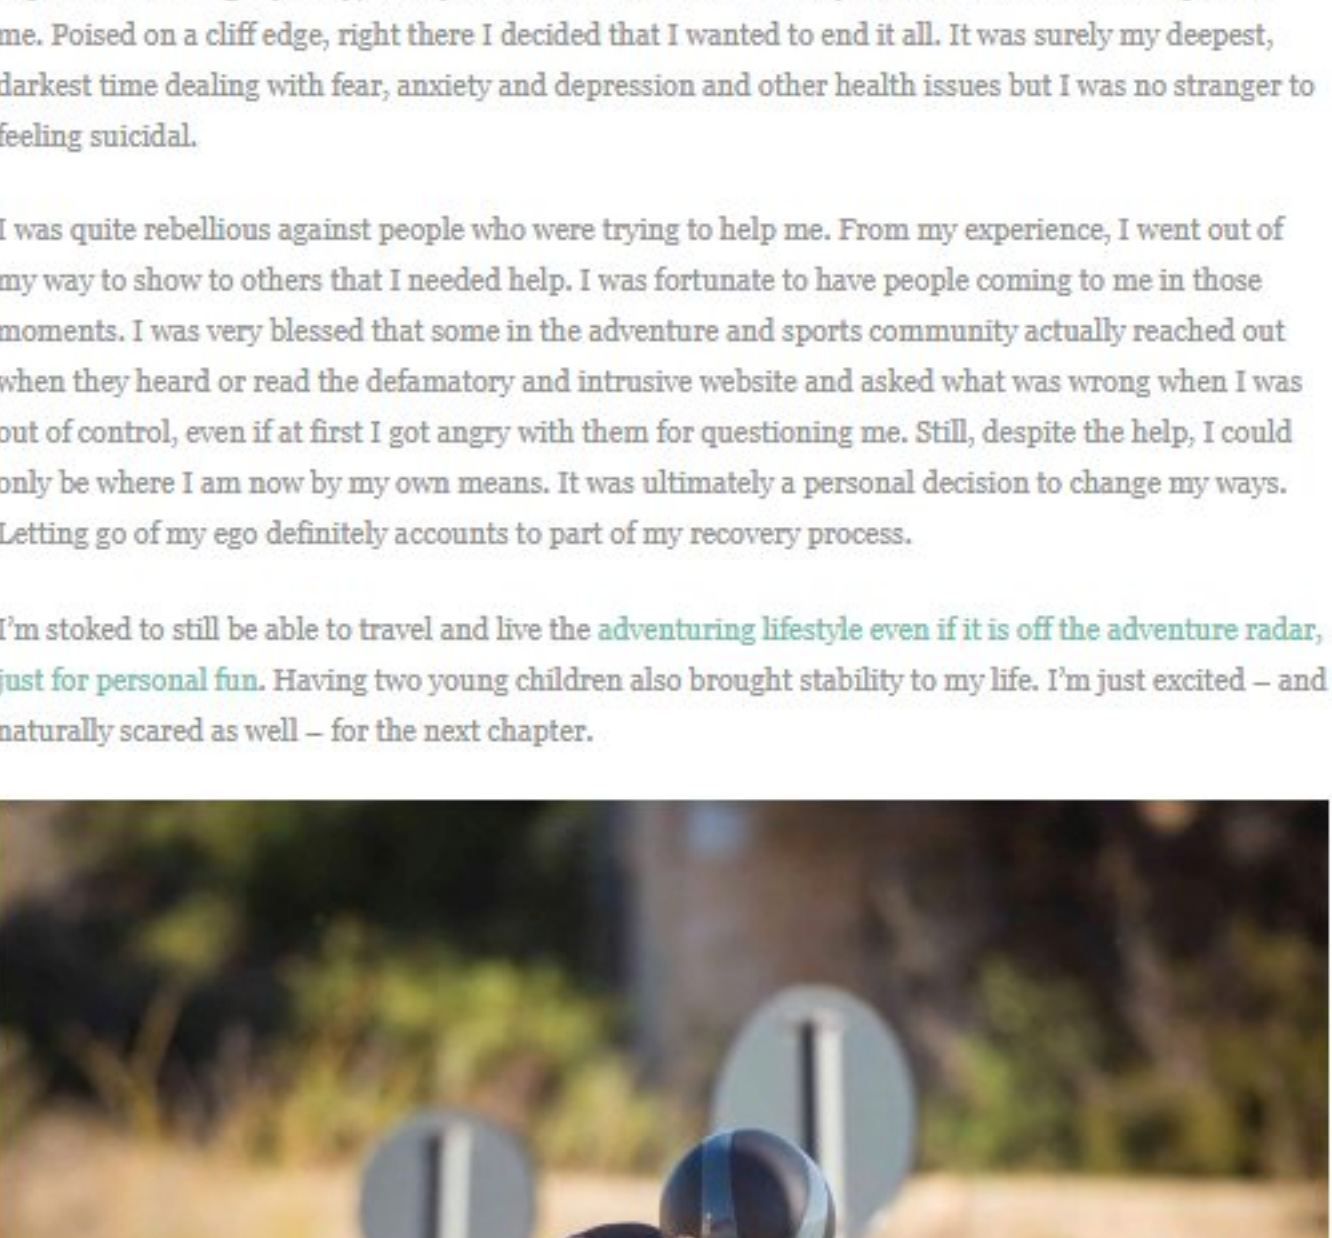 me. Poised on a cliff edge, right there I decided that I wanted to end it all. It was surely my deepest,
darkest time dealing with fear, anxiety and depression and other health issues but I was no stranger to
feeling suicidal.
I was quite rebellious against people who were trying to help me. From my experience, I went out of
my way to show to others that I needed help. I was fortunate to have people coming to me in those
moments. I was very blessed that some in the adventure and sports community actually reached out
when they heard or read the defamatory and intrusive website and asked what was wrong when I was
out of control, even if at first I got angry with them for questioning me. Still, despite the help, I could
only be where I am now by my own means. It was ultimately a personal decision to change my ways.
Letting go of my ego definitely accounts to part of my recovery process.
I'm stoked to still be able to travel and live the adventuring lifestyle even if it is off the adventure radar,
just for personal fun. Having two young children also brought stability to my life. I'm just excited – and
naturally scared as well – for the next chapter.